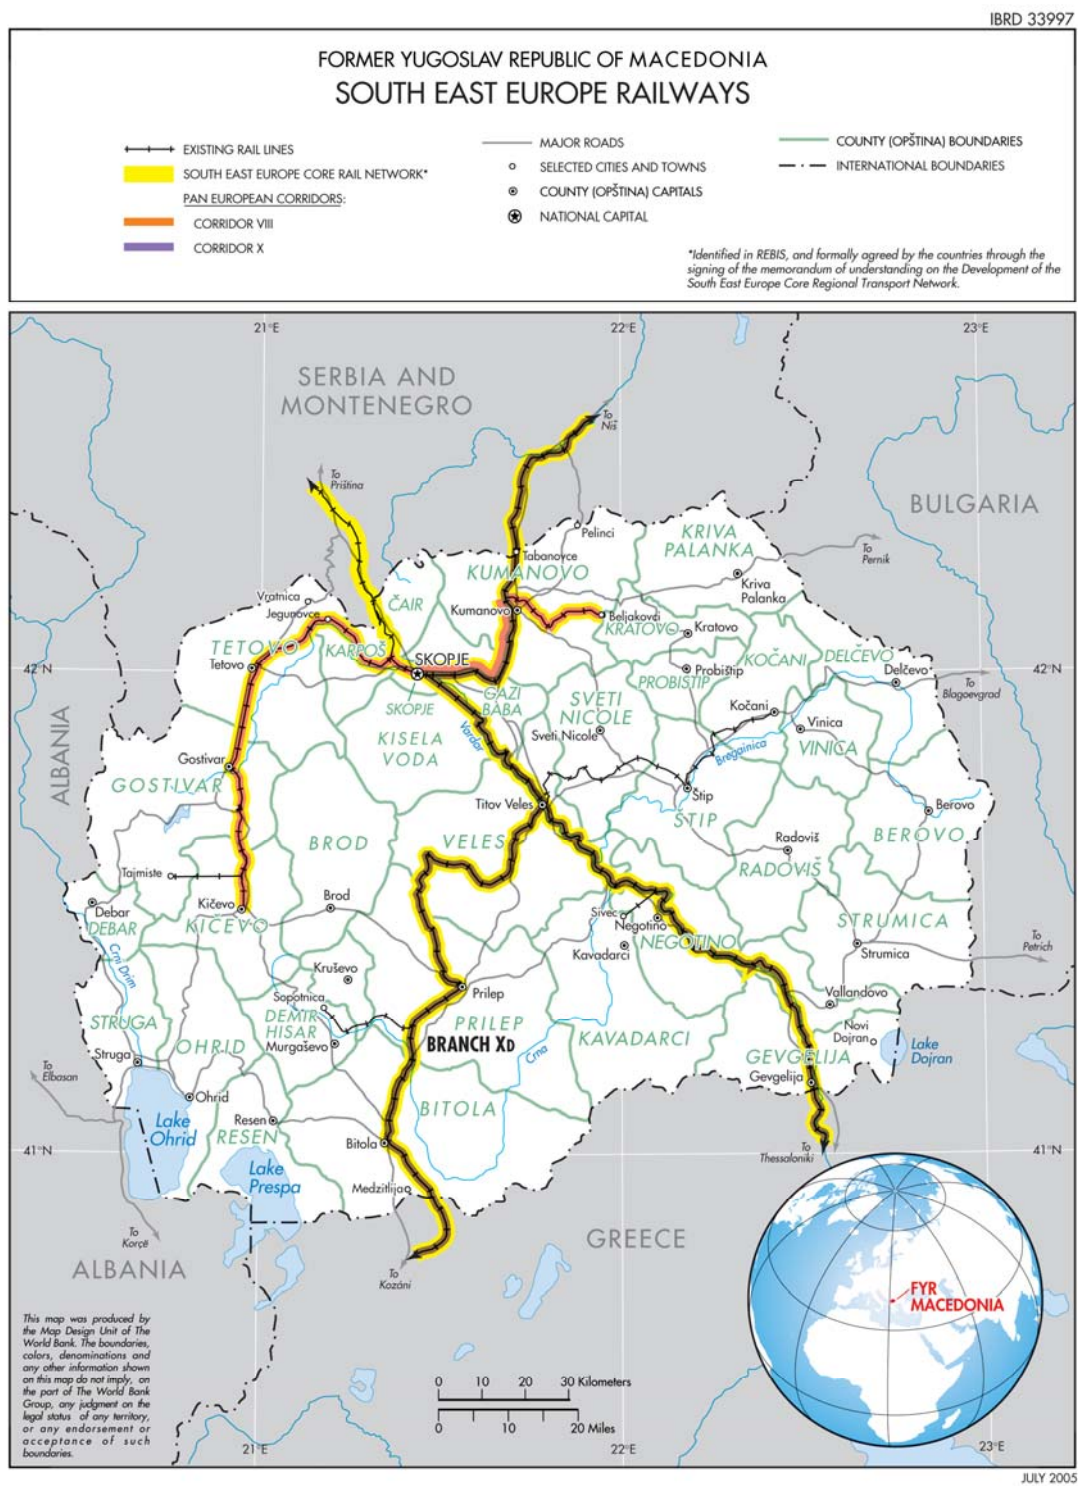 IBRD 33997
FORMER YUGOSLAV REPUBLIC OF MACEDONIA
SOUTH EAST EUROPE RAILWAYS
EXISTING RAIL LINES
SOUTH EAST EUROPE CORE RAIL NETWORK*
PAN EUROPEAN CORRIDORS:
CORRIDOR VIII
CORRIDOR X
MAJOR ROADS
SELECTED CITIES AND TOWNS
COUNTY (OPŠTINA) CAPITALS
NATIONAL CAPITAL
COUNTY (OPŠTINA) BOUNDARIES
INTERNATIONAL BOUNDARIES
*Identified in REBIS, and formally agreed by the countries through the
signing of the memorandum of understanding on the Development of the
South East Europe Core Regional Transport Network.
21°E
22°E
23°E
SERBIA AND
MONTENEGRO
To
Niš
To
Priština
BULGARIA
Pelinci
KRIVA
PALANKA
Tabanovce
To
Pernik
KUMANOVO
Kriva
Palanka
Vratnica
ČAIR
Jegunovce
Kumanovo
Beljakovci
KRATOVO
Kratovo
TETOVO
KARPOŠ
42°N
Tetovo
SKOPJE
Probištip
KOČANI
DELČEVO
Delčevo
42°N
PROBISTIP
To
Blagoevgrad
SKOPJE
GAZI
BABA
SVETI
NICOLE
Kočani
Vinica
Vardar
Sveti Nicole
KISELA
VODA
VINICA
Bregalnica
ALBANIA
Gostivar
GOSTIVAR
Titov Veles
Štip
ŠTIP
Berovo
BEROVO
BROD
VELES
Radoviš
RADOVIŠ
Tajmiste
Kičevo
KIČEVO
Brod
Debar
DEBAR
Crni Drim
Sivec
Negotino
NEGOTINO
STRUMICA
Strumica
To
Petrich
Kavadarci
Kruševo
Sopotnica
Prilep
Vallandovo
DEMIR
HISAR
PRILEP
STRUGA
OHRID
Murgaševo
BRANCH XD
Crna
KAVADARCI
Novi
Dojran
Lake
Dojran
Struga
GEVGELIJA
Gevgelija
To
Elbasan
Ohrid
Lake
Ohrid
Resen
RESEN
BITOLA
Bitola
41°N
41°N
To
Thessaloniki
Lake
Prespa
Medzitlija
To
Korçë
ALBANIA
GREECE
To
Kozáni
FYR
MACEDONIA
This map was produced by
the Map Design Unit of The
World Bank. The boundaries,
colors, denominations and
any other information shown
on this map do not imply, on
the part of The World Bank
Group, any judgment on the
legal status of any territory,
or any endorsement or
acceptance of such
boundaries.
0 10 20 30 Kilometers
0 10 20 Miles
21°E
22°E
23°E
JULY 2005